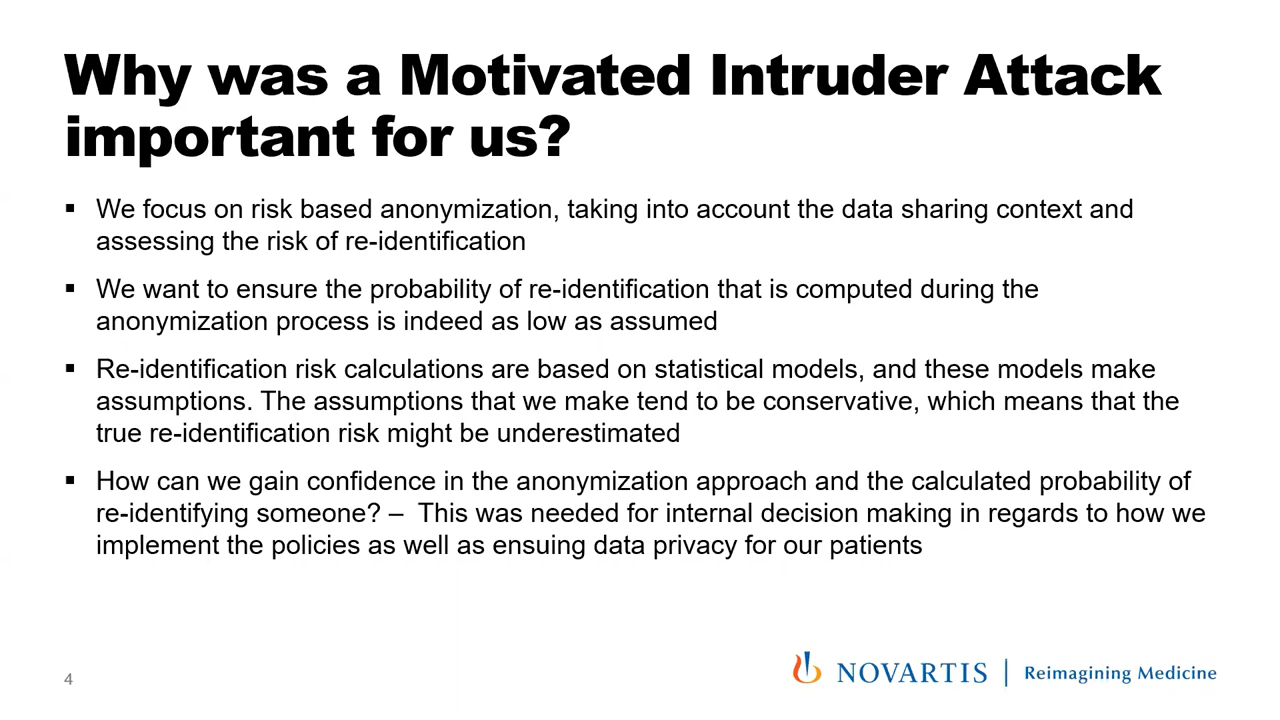 Why was a Motivated Intruder Attack
important for us?
▪ We focus on risk based anonymization, taking into account the data sharing context and
assessing the risk of re-identification
▪ We want to ensure the probability of re-identification that is computed during the
anonymization process is indeed as low as assumed
▪ Re-identification risk calculations are based on statistical models, and these models make
assumptions. The assumptions that we make tend to be conservative, which means that the
true re-identification risk might be underestimated
▪ How can we gain confidence in the anonymization approach and the calculated probability of
re-identifying someone? – This was needed for internal decision making in regards to how we
implement the policies as well as ensuing data privacy for our patients
4
NOVARTIS | Reimagining Medicine